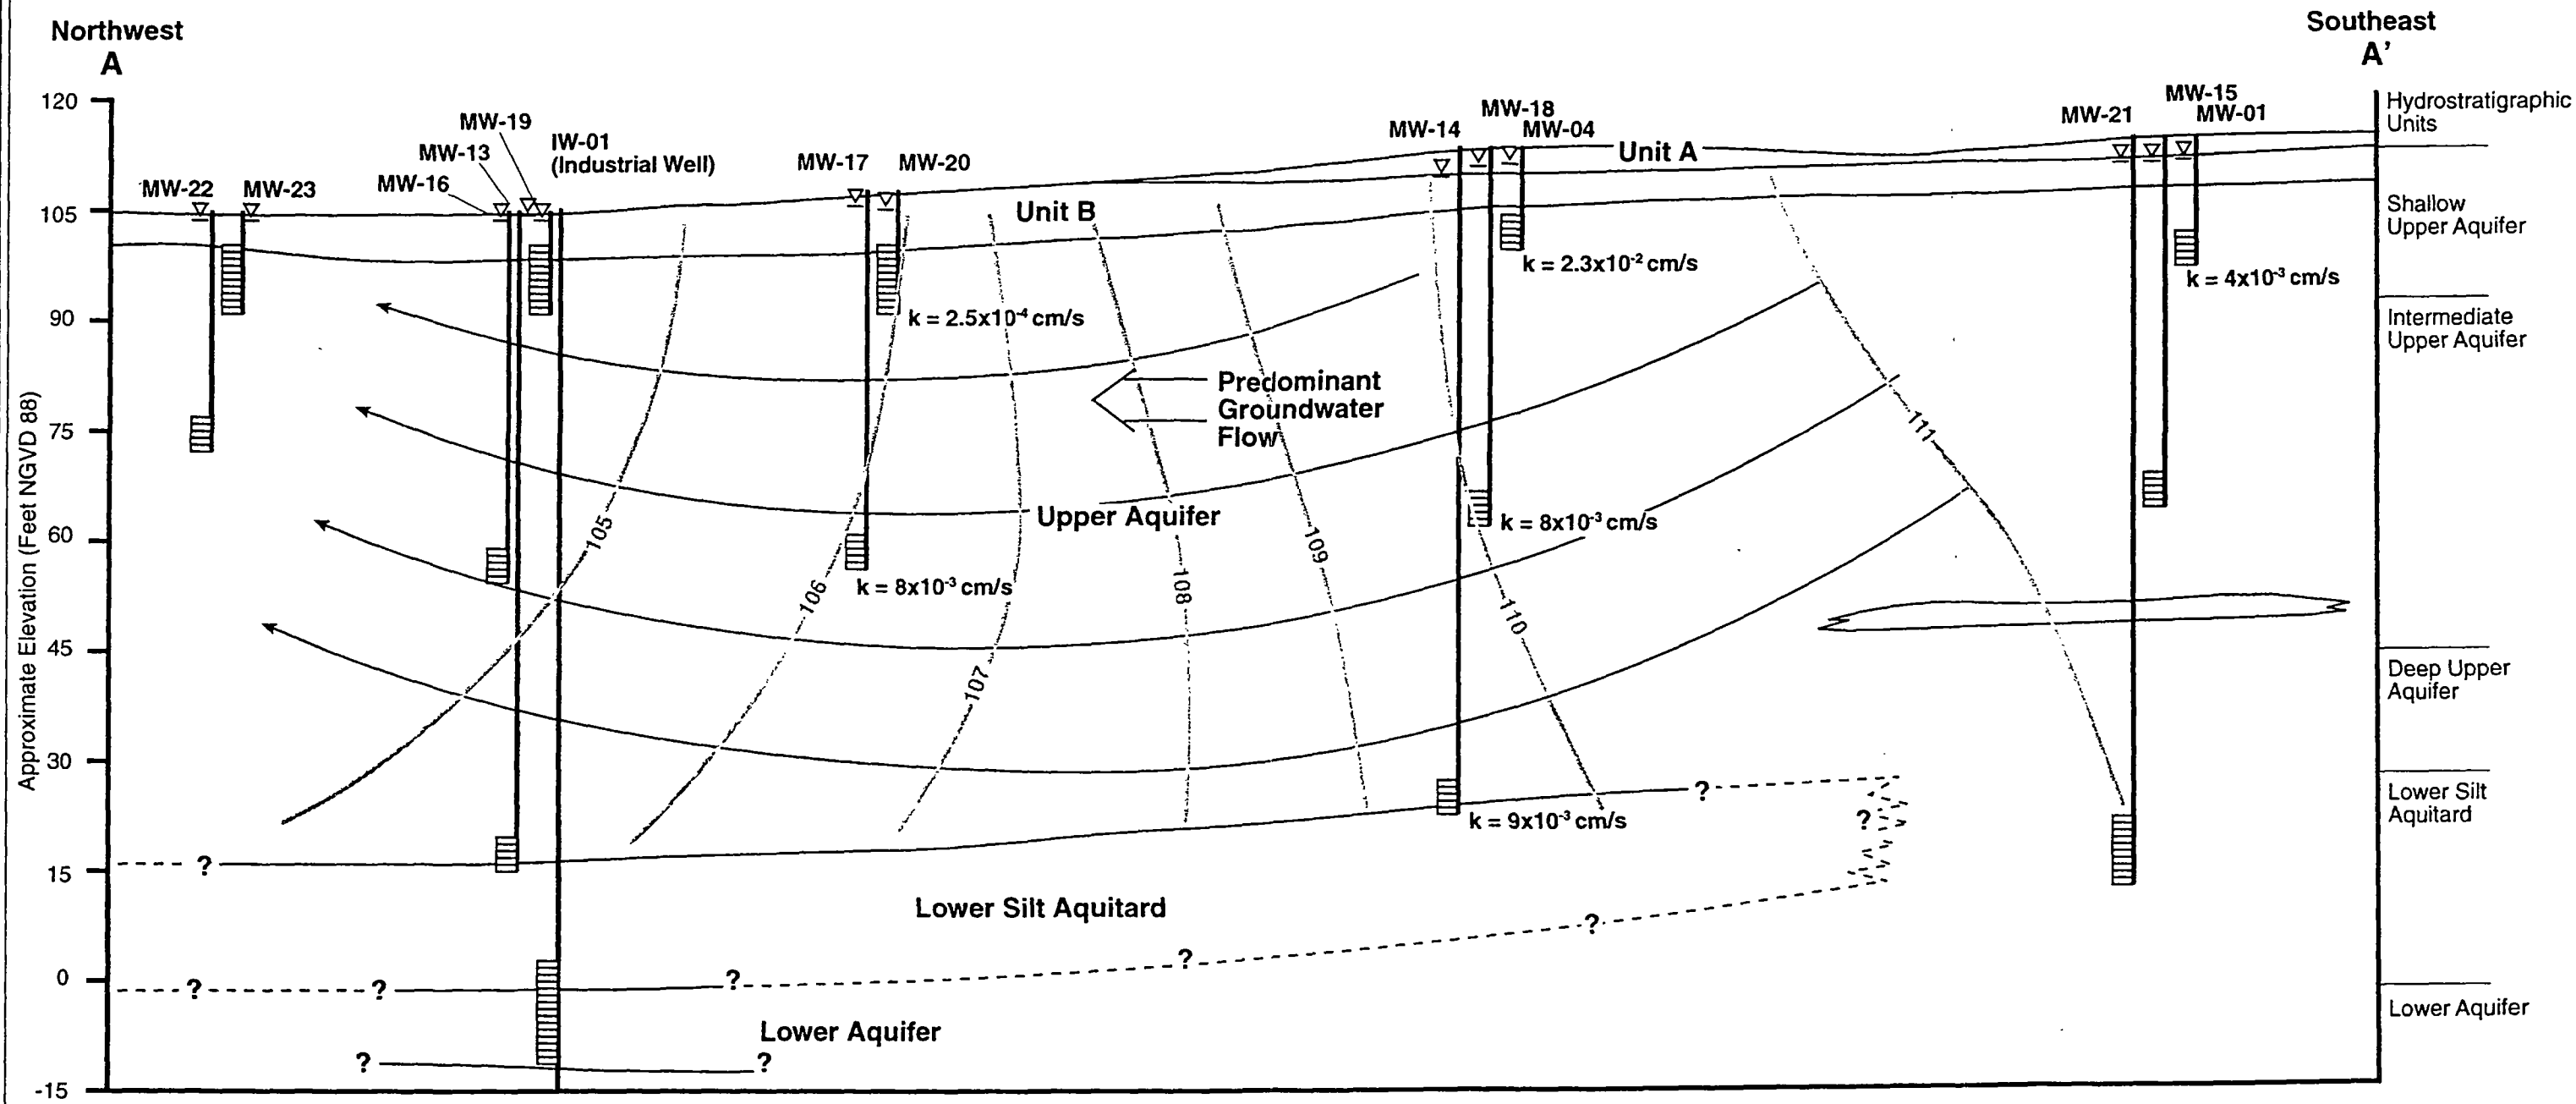 Northwest
A
Southeast
A'
120
105
90
75
60
45
30
15
0
-15
Approximate Elevation (Feet NGVD 88)
MW-22
MW-23
MW-16
MW-13
MW-19
IW-01
(Industrial Well)
MW-17
MW-20
MW-14
MW-18
MW-04
MW-21
MW-15
MW-01
Unit A
Unit B
k = 2.5x10⁻⁴ cm/s
k = 2.3x10⁻² cm/s
k = 4x10⁻³ cm/s
Predominant
Groundwater
Flow
Upper Aquifer
k = 8x10⁻³ cm/s
k = 8x10⁻³ cm/s
k = 9x10⁻³ cm/s
105
106
107
108
109
110
111
?
?
?
Lower Silt Aquitard
?
?
?
?
?
Lower Aquifer
?
?
Hydrostratigraphic
Units
Shallow
Upper Aquifer
Intermediate
Upper Aquifer
Deep Upper
Aquifer
Lower Silt
Aquitard
Lower Aquifer